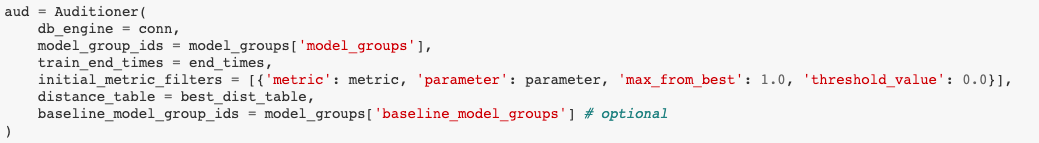 aud = Auditioner(
    db_engine = conn,
    model_group_ids = model_groups['model_groups'],
    train_end_times = end_times,
    initial_metric_filters = [{'metric': metric, 'parameter': parameter, 'max_from_best': 1.0, 'threshold_value': 0.0}],
    distance_table = best_dist_table,
    baseline_model_group_ids = model_groups['baseline_model_groups'] # optional
)